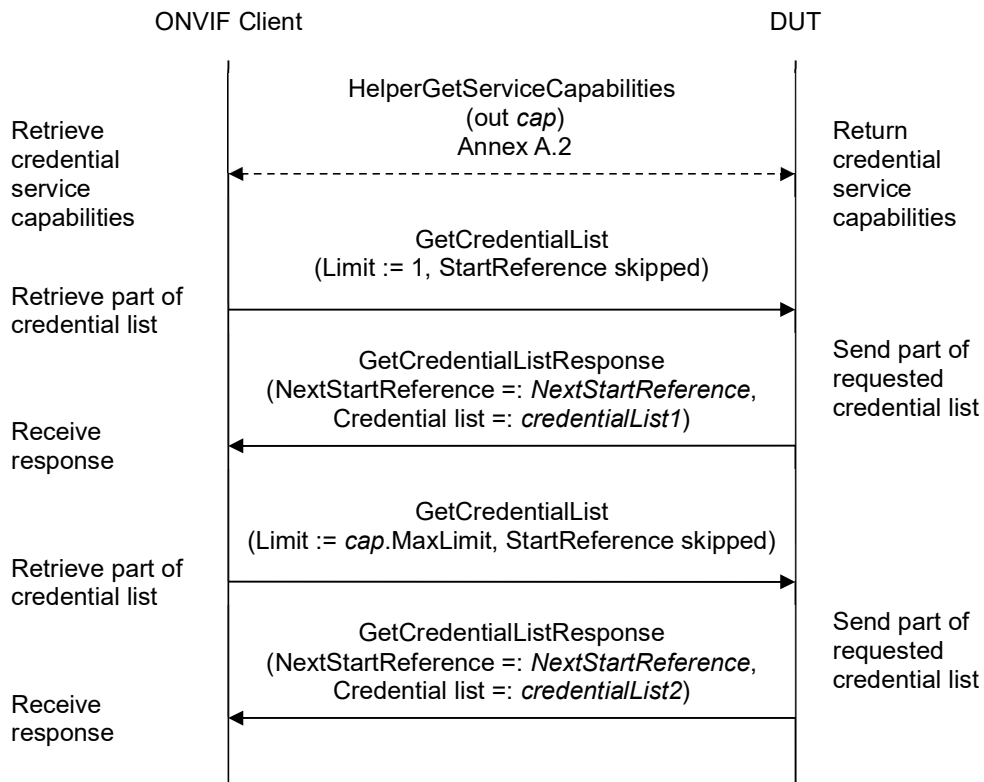 ONVIF Client
DUT
HelperGetServiceCapabilities
(out cap)
Annex A.2
Retrieve
credential
service
capabilities
Return
credential
service
capabilities
GetCredentialList
(Limit := 1, StartReference skipped)
Retrieve part of
credential list
GetCredentialListResponse
(NextStartReference =: NextStartReference,
Credential list =: credentialList1)
Send part of
requested
credential list
Receive
response
GetCredentialList
(Limit := cap.MaxLimit, StartReference skipped)
Retrieve part of
credential list
GetCredentialListResponse
(NextStartReference =: NextStartReference,
Credential list =: credentialList2)
Send part of
requested
credential list
Receive
response